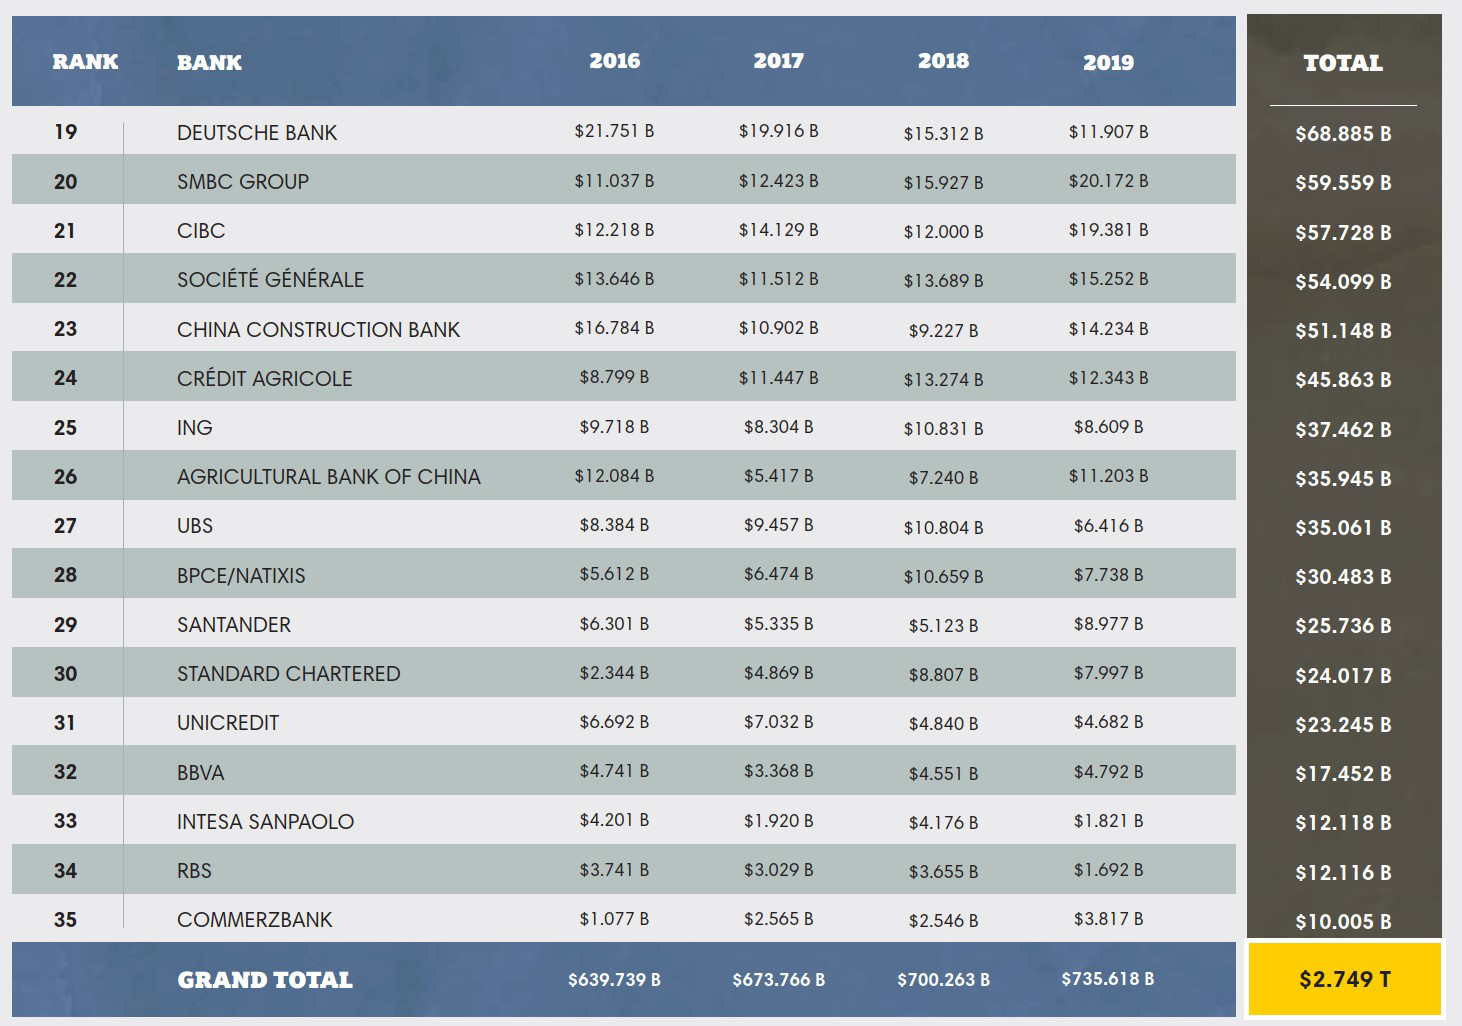 RANK BANK 2016 2017 2018 2019 TOTAL
19 DEUTSCHE BANK $21.751 B $19.916 B $15.312 B $11.907 B $68.885 B
20 SMBC GROUP $11.037 B $12.423 B $15.927 B $20.172 B $59.559 B
21 CIBC $12.218 B $14.129 B $12.000 B $19.381 B $57.728 B
22 SOCIÉTÉ GÉNÉRALE $13.646 B $11.512 B $13.689 B $15.252 B $54.099 B
23 CHINA CONSTRUCTION BANK $16.784 B $10.902 B $9.227 B $14.234 B $51.148 B
24 CRÉDIT AGRICOLE $8.799 B $11.447 B $13.274 B $12.343 B $45.863 B
25 ING $9.718 B $8.304 B $10.831 B $8.609 B $37.462 B
26 AGRICULTURAL BANK OF CHINA $12.084 B $5.417 B $7.240 B $11.203 B $35.945 B
27 UBS $8.384 B $9.457 B $10.804 B $6.416 B $35.061 B
28 BPCE/NATIXIS $5.612 B $6.474 B $10.659 B $7.738 B $30.483 B
29 SANTANDER $6.301 B $5.335 B $5.123 B $8.977 B $25.736 B
30 STANDARD CHARTERED $2.344 B $4.869 B $8.807 B $7.997 B $24.017 B
31 UNICREDIT $6.692 B $7.032 B $4.840 B $4.682 B $23.245 B
32 BBVA $4.741 B $3.368 B $4.551 B $4.792 B $17.452 B
33 INTESA SANPAOLO $4.201 B $1.920 B $4.176 B $1.821 B $12.118 B
34 RBS $3.741 B $3.029 B $3.655 B $1.692 B $12.116 B
35 COMMERZBANK $1.077 B $2.565 B $2.546 B $3.817 B $10.005 B
GRAND TOTAL $639.739 B $673.766 B $700.263 B $735.618 B $2.749 T